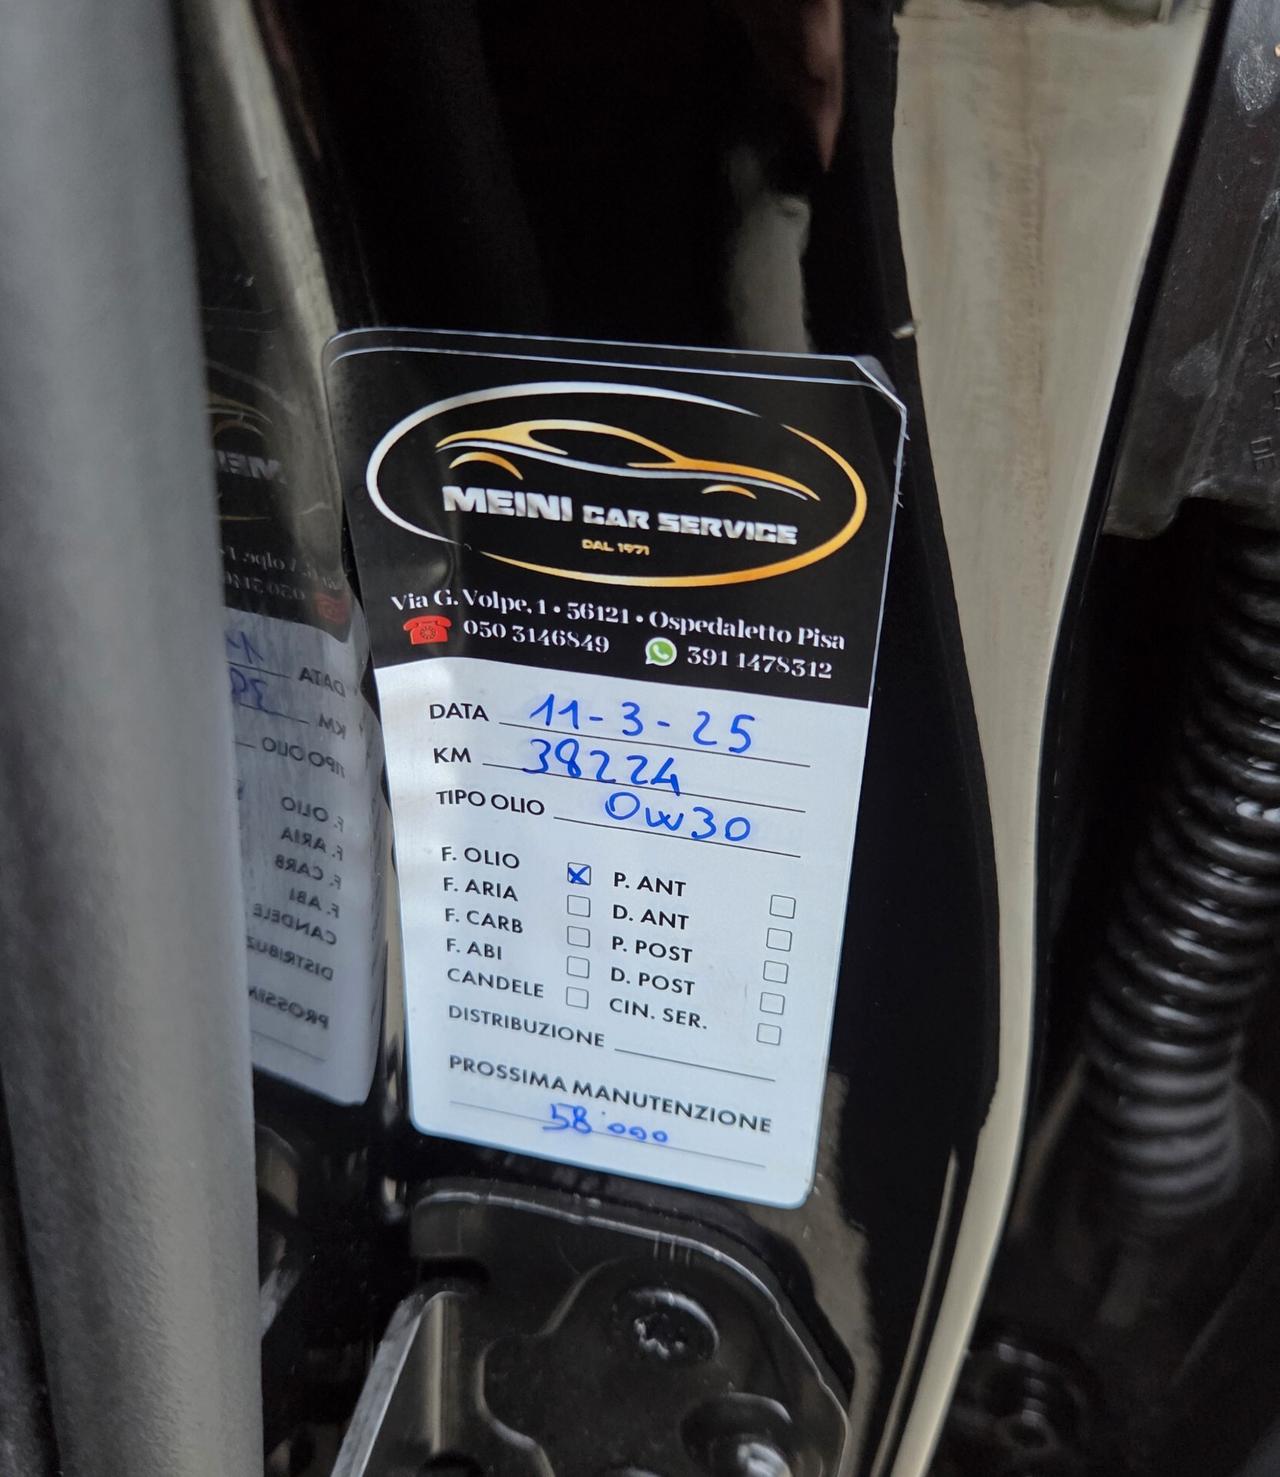 MEINI CAR SERVICE
DAL 1971
Via G. Volpe, 1 • 56121 • Ospedaletto Pisa
050 3146849 391 1478312
DATA 11-3-25
KM 38224
TIPO OLIO 0W30
F. OLIO P. ANT
F. ARIA D. ANT
F. CARB P. POST
F. ABI D. POST
CANDELE CIN. SER.
DISTRIBUZIONE
PROSSIMA MANUTENZIONE
58.000